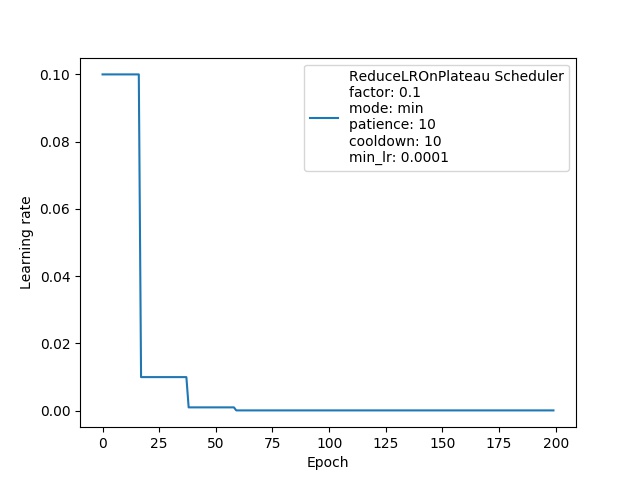 0.10
0.08
0.06
0.04
0.02
0.00
Learning rate
ReduceLROnPlateau Scheduler
factor: 0.1
mode: min
patience: 10
cooldown: 10
min_lr: 0.0001
0 25 50 75 100 125 150 175 200
Epoch